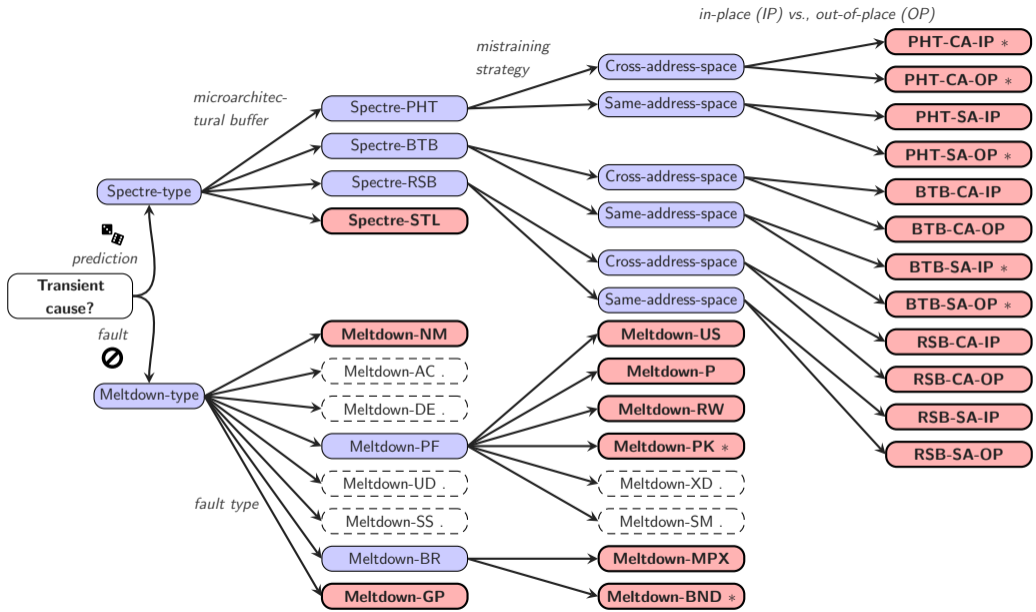 in-place (IP) vs., out-of-place (OP)
mistraining
strategy
microarchitec-
tural buffer
Spectre-type
prediction
Transient
cause?
fault
Meltdown-type
fault type
Spectre-PHT
Spectre-BTB
Spectre-RSB
Spectre-STL
Meltdown-NM
Meltdown-AC .
Meltdown-DE .
Meltdown-PF
Meltdown-UD .
Meltdown-SS .
Meltdown-BR
Meltdown-GP
Cross-address-space
Same-address-space
Cross-address-space
Same-address-space
Cross-address-space
Same-address-space
Meltdown-US
Meltdown-P
Meltdown-RW
Meltdown-PK *
Meltdown-XD .
Meltdown-SM .
Meltdown-MPX
Meltdown-BND *
PHT-CA-IP *
PHT-CA-OP *
PHT-SA-IP
PHT-SA-OP *
BTB-CA-IP
BTB-CA-OP
BTB-SA-IP *
BTB-SA-OP *
RSB-CA-IP
RSB-CA-OP
RSB-SA-IP
RSB-SA-OP